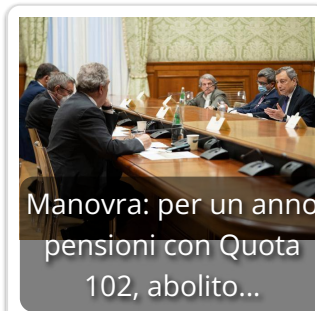 Manovra: per un anno
pensioni con Quota
102, abolito...